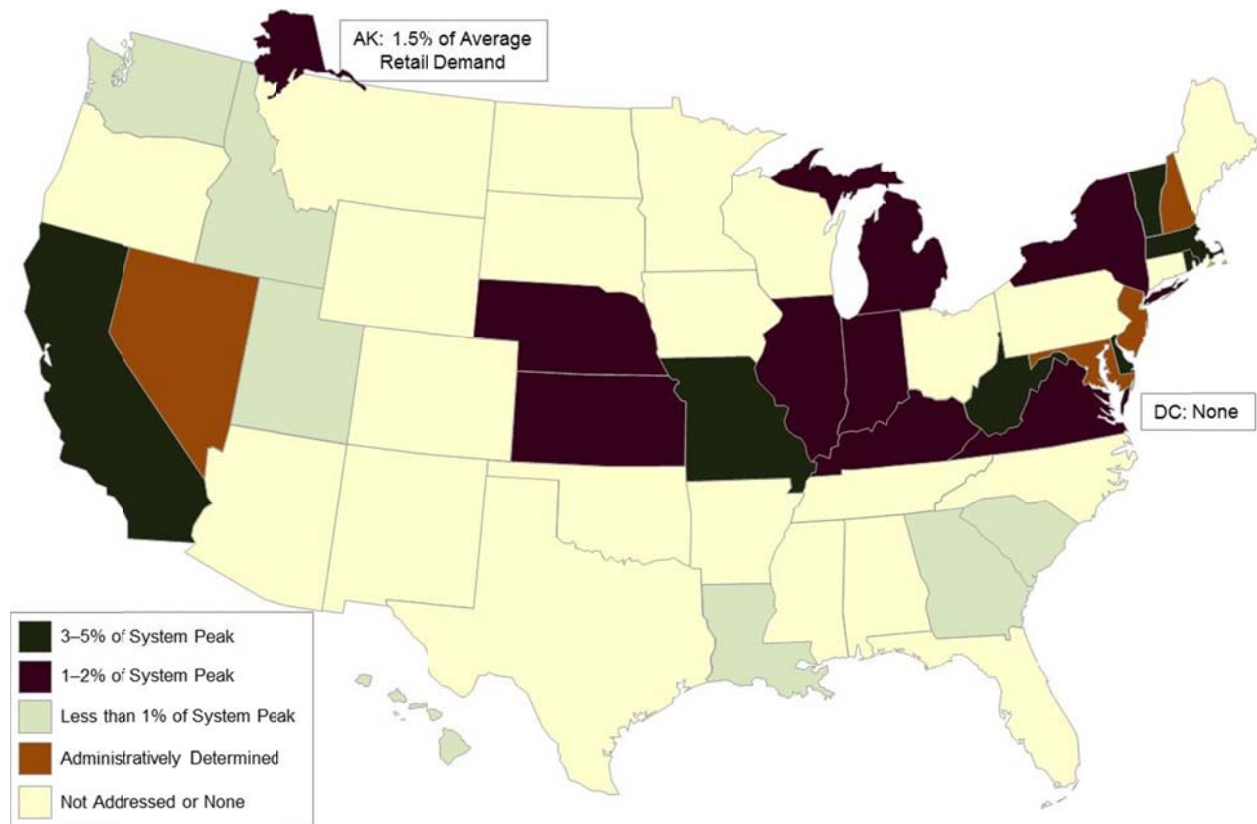 AK: 1.5% of Average
Retail Demand
DC: None
3–5% of System Peak
1–2% of System Peak
Less than 1% of System Peak
Administratively Determined
Not Addressed or None